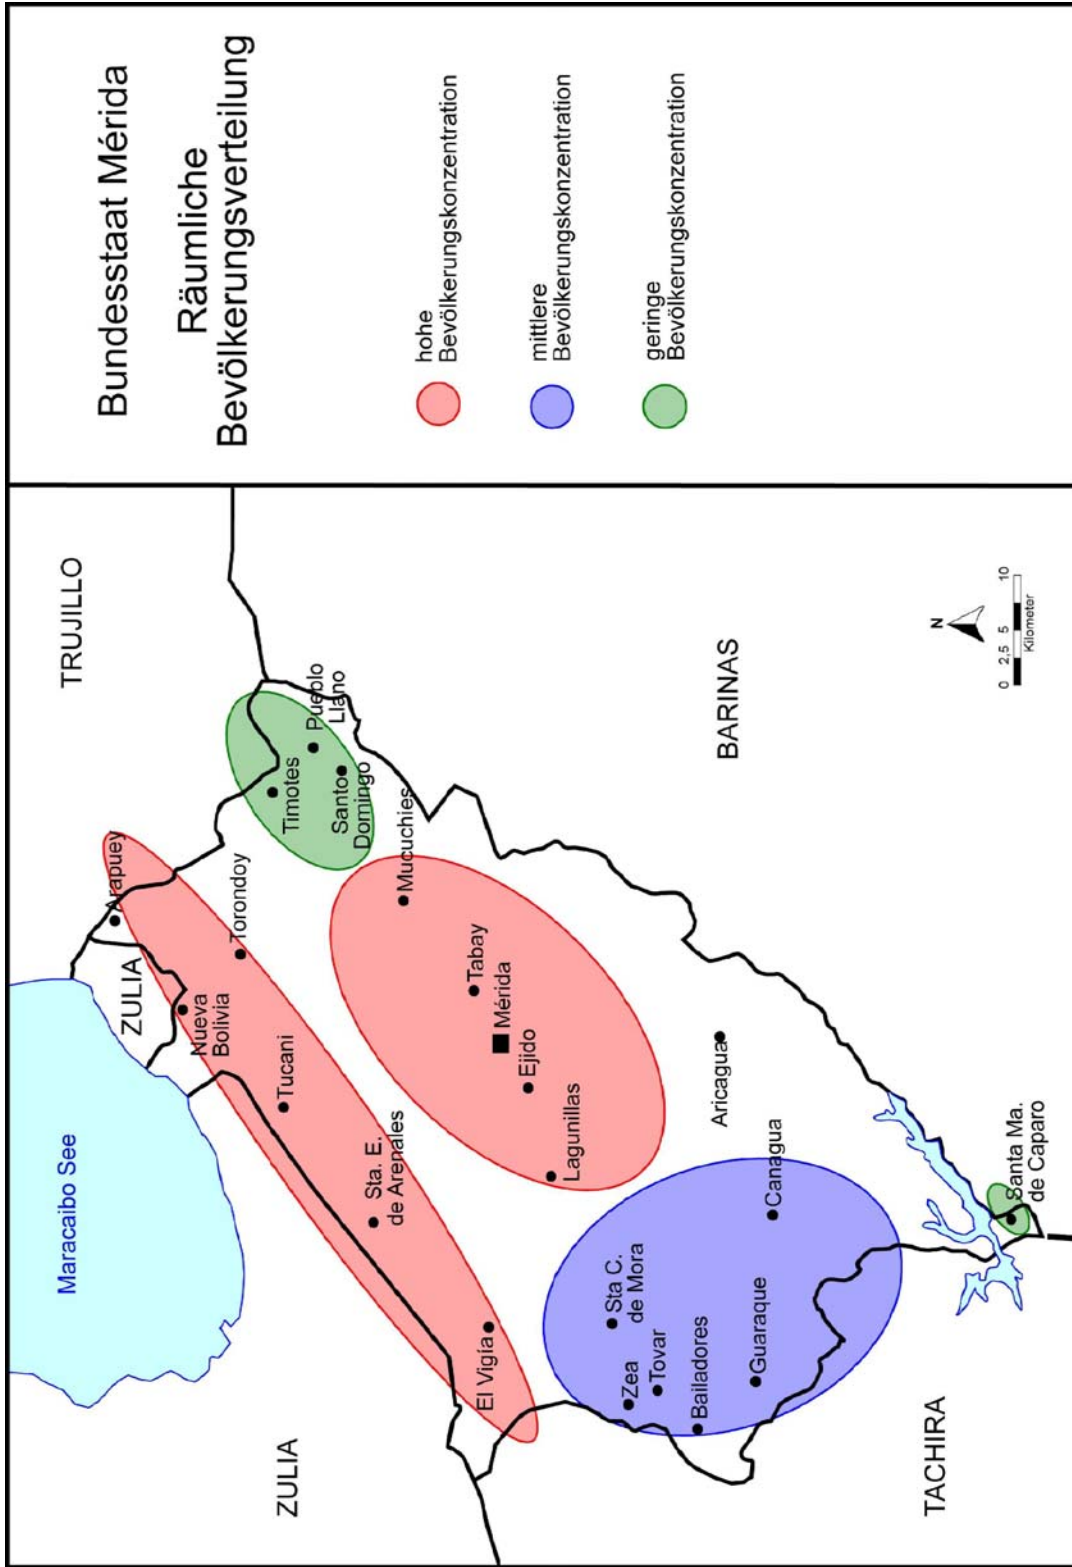 Bundesstaat Mérida
Räumliche
Bevölkerungsverteilung
hohe
Bevölkerungskonzentration
mittlere
Bevölkerungskonzentration
geringe
Bevölkerungskonzentration
TRUJILLO
Maracaibo See
ZULIA
Arapuey
Nueva
Bolivia
Torondoy
Timotes
Pueblo
Llano
Santo
Domingo
Tucani
Mucuchies
ZULIA
Sta. E.
de Arenales
Tabay
Mérida
Ejido
El Vigía
Lagunillas
Sta C.
de Mora
Zea
Tovar
Bailadores
Guaraque
Canagua
Aricagua
BARINAS
TACHIRA
Santa Ma.
de Caparo
N
0 2,5 5 10
Kilometer